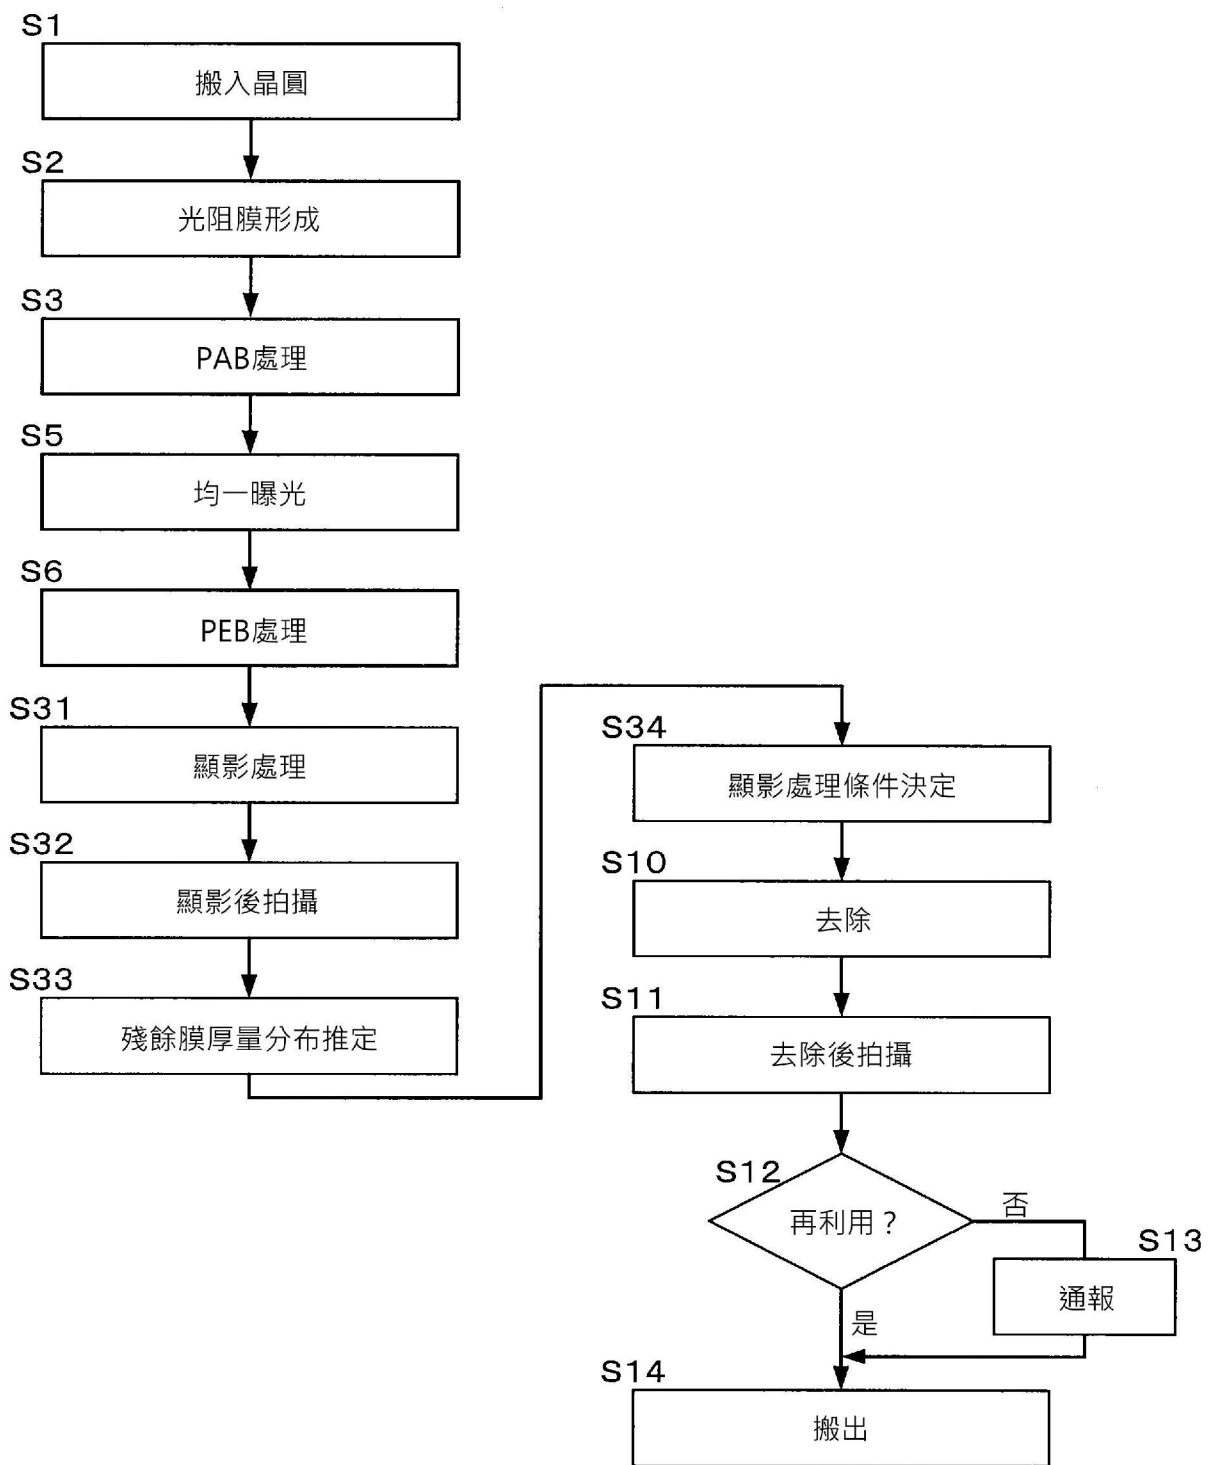 S1
搬入晶圓
S2
光阻膜形成
S3
PAB處理
S5
均一曝光
S6
PEB處理
S31
顯影處理
S32
顯影後拍攝
S33
殘餘膜厚量分布推定
S34
顯影處理條件決定
S10
去除
S11
去除後拍攝
S12
再利用？
否
S13
通報
是
S14
搬出